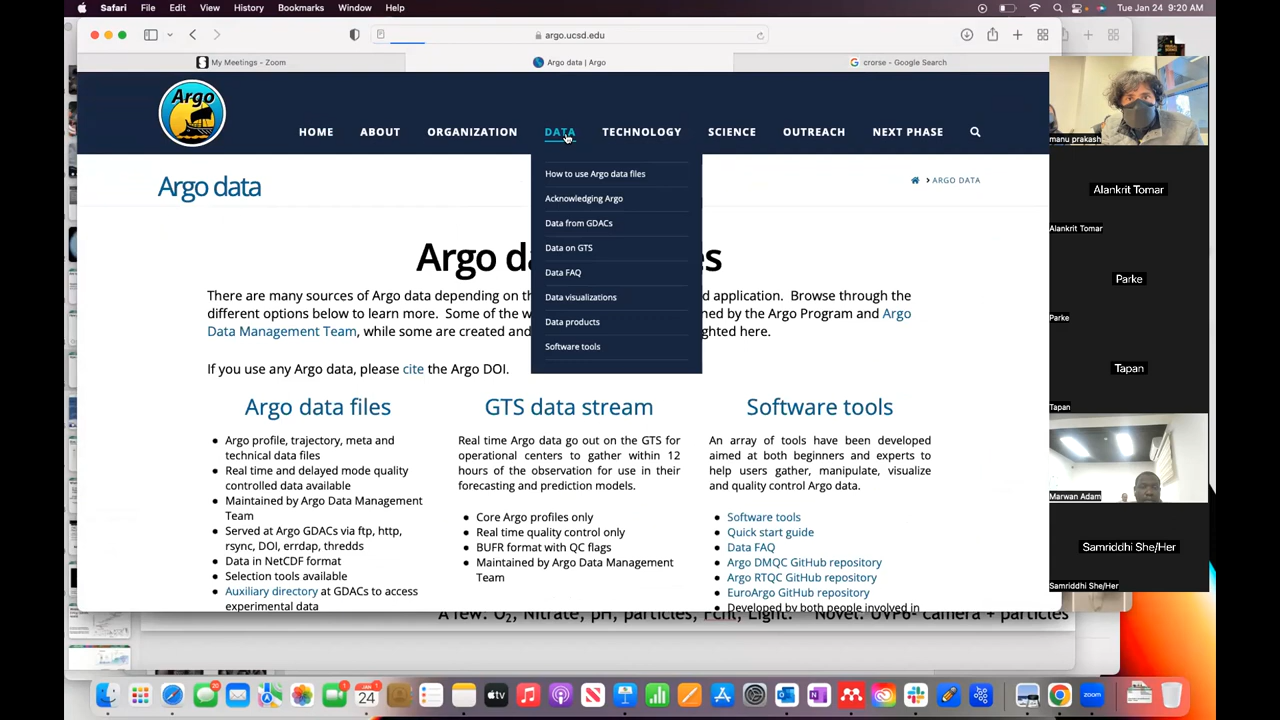 Safari File Edit View History Bookmarks Window Help
Tue Jan 24 9:20 AM
argo.ucsd.edu
My Meetings - Zoom
Argo data | Argo
crorse - Google Search
Argo
HOME ABOUT ORGANIZATION DATA TECHNOLOGY SCIENCE OUTREACH NEXT PHASE
Argo data
ARGO DATA
How to use Argo data files
Acknowledging Argo
Data from GDACs
Data on GTS
Data FAQ
Data visualizations
Data products
Software tools
Argo da es
There are many sources of Argo data depending on th d application. Browse through the
different options below to learn more. Some of the w ned by the Argo Program and Argo
Data Management Team, while some are created and ghted here.
If you use any Argo data, please cite the Argo DOI.
Argo data files
Argo profile, trajectory, meta and
technical data files
Real time and delayed mode quality
controlled data available
Maintained by Argo Data Management
Team
Served at Argo GDACs via ftp, http,
rsync, DOI, errdap, thredds
Data in NetCDF format
Selection tools available
Auxiliary directory at GDACs to access
experimental data
GTS data stream
Real time Argo data go out on the GTS for
operational centers to gather within 12
hours of the observation for use in their
forecasting and prediction models.
Core Argo profiles only
Real time quality control only
BUFR format with QC flags
Maintained by Argo Data Management
Team
Software tools
An array of tools have been developed
aimed at both beginners and experts to
help users gather, manipulate, visualize
and quality control Argo data.
Software tools
Quick start guide
Data FAQ
Argo DMQC GitHub repository
Argo RTQC GitHub repository
EuroArgo GitHub repository
Developed by both people involved in
A few: O₂, Nitrate, pH, particles, Fchl, Light. Novel: UVP6- camera + particles
manu prakash
Alankrit Tomar
Alankrit Tomar
Parke
Parke
Tapan
Tapan
Marwan Adam
Samriddhi She/Her
Samriddhi She/Her
JAN
24
tv
zoom